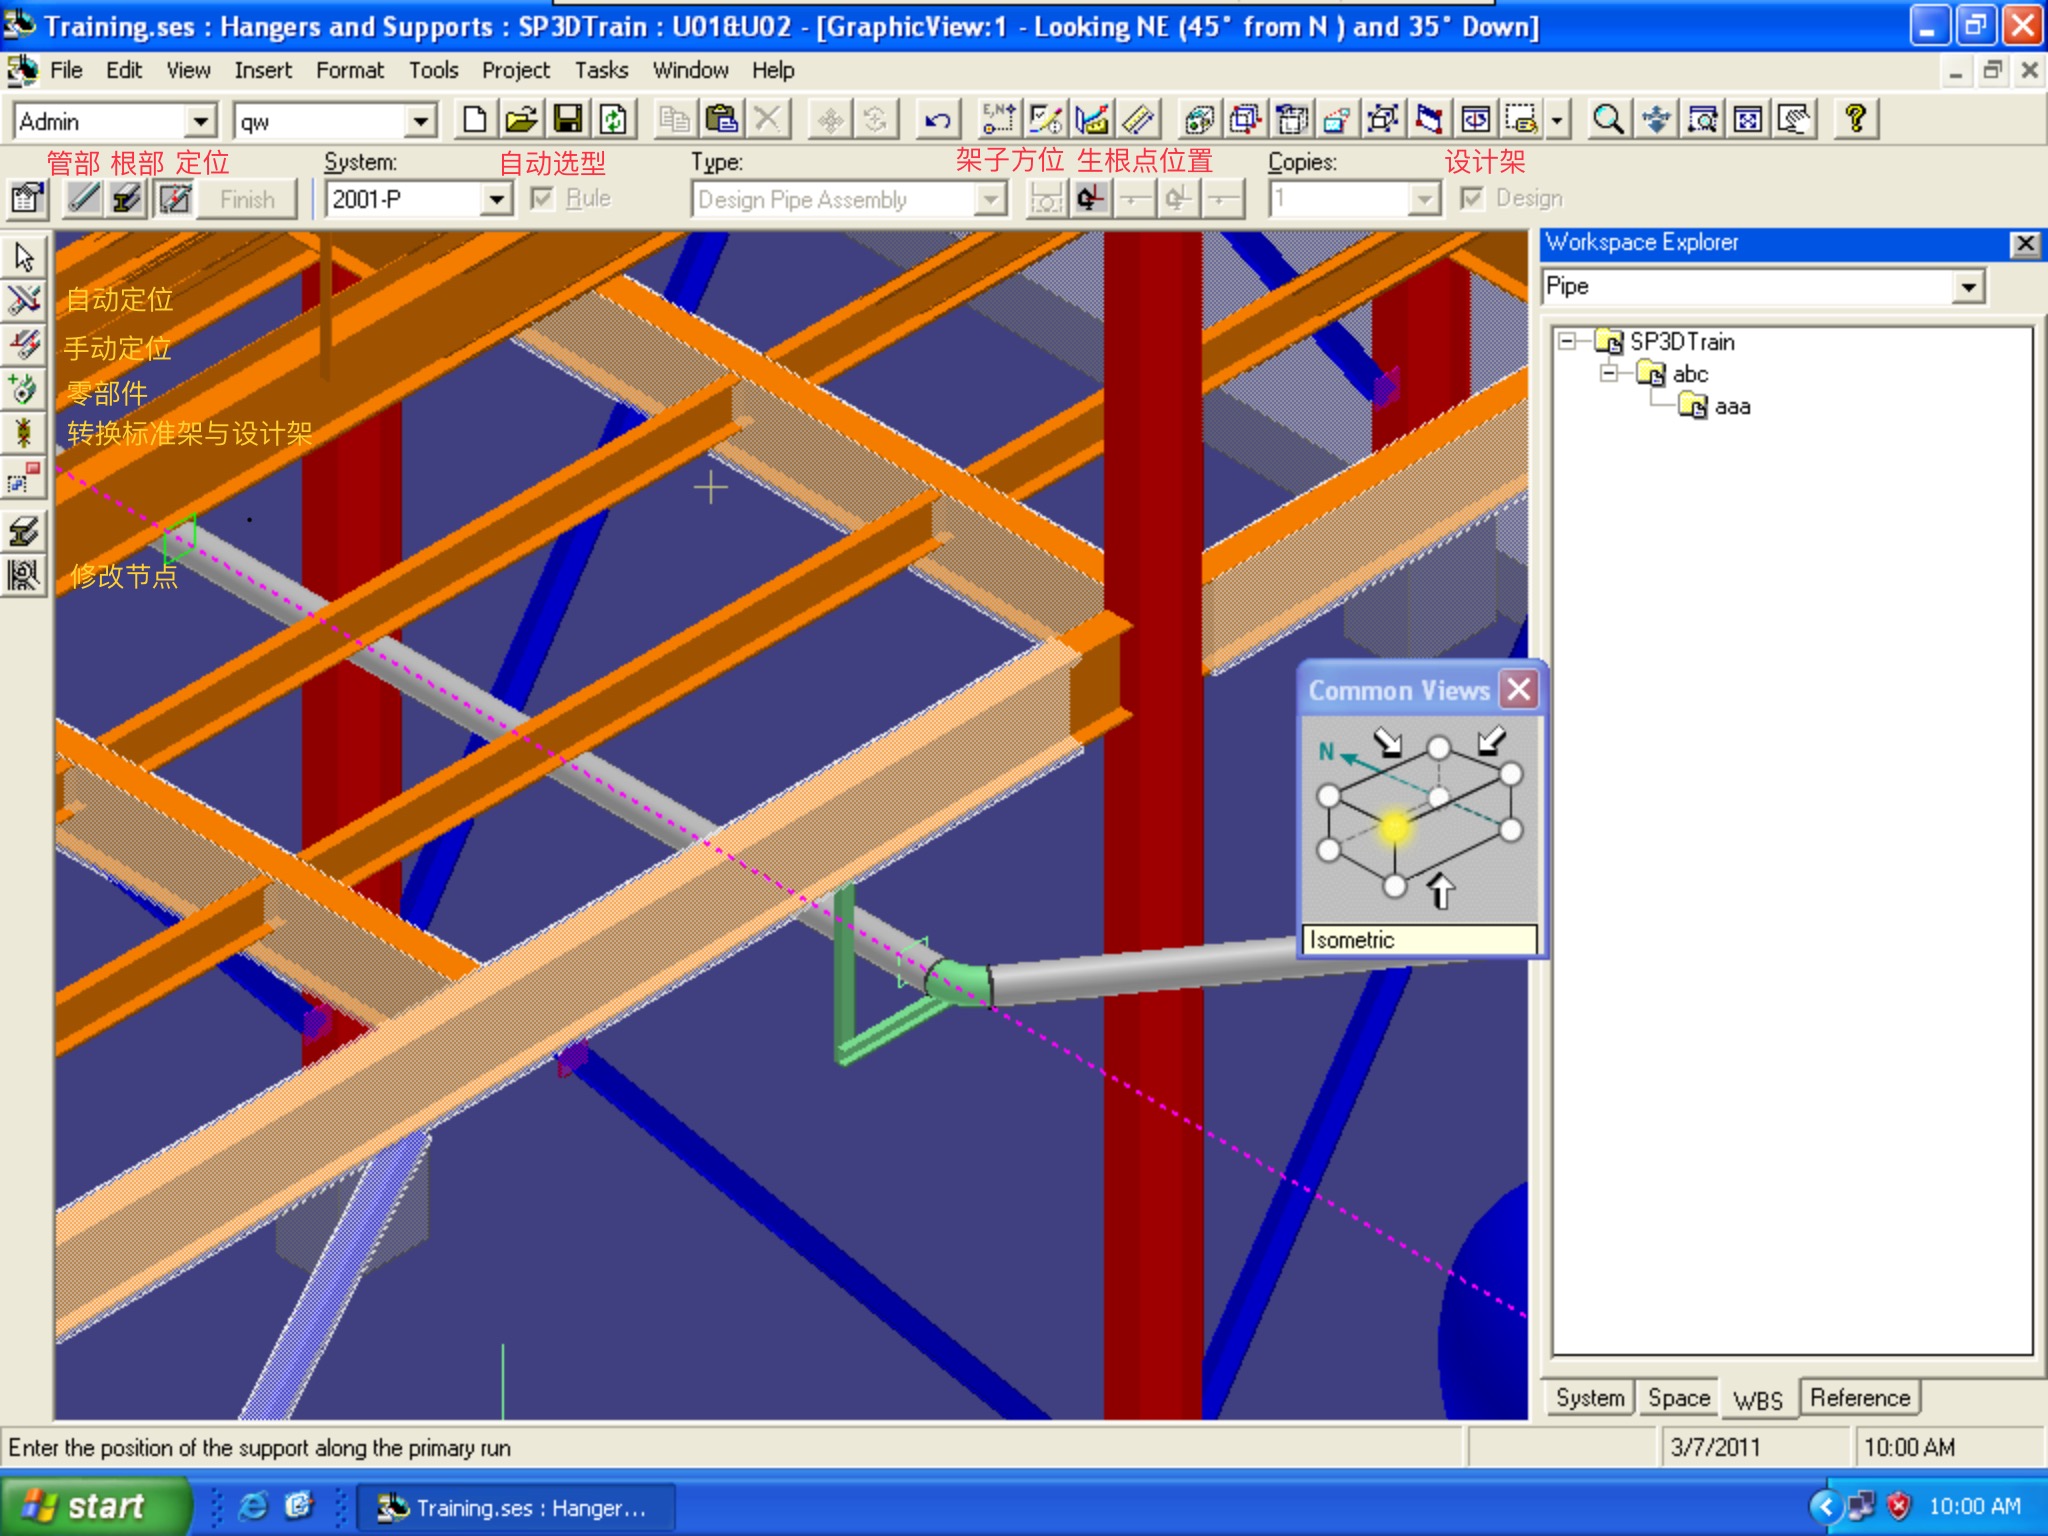 Training.ses : Hangers and Supports : SP3DTrain : U01&U02 - [GraphicView:1 - Looking NE (45° from N ) and 35° Down]
File Edit View Insert Format Tools Project Tasks Window Help
Admin qw E,N
管部 根部 定位 System: 自动选型 Type: 架子方位 生根点位置 Copies: 设计架
Finish 2001-P Rule Design Pipe Assembly 1 Design
Workspace Explorer
Pipe
SP3DTrain
abc
aaa
自动定位
手动定位
零部件
转换标准架与设计架
修改节点
Common Views
N
Isometric
System Space WBS Reference
Enter the position of the support along the primary run 3/7/2011 10:00 AM
start Training.ses : Hanger... 10:00 AM